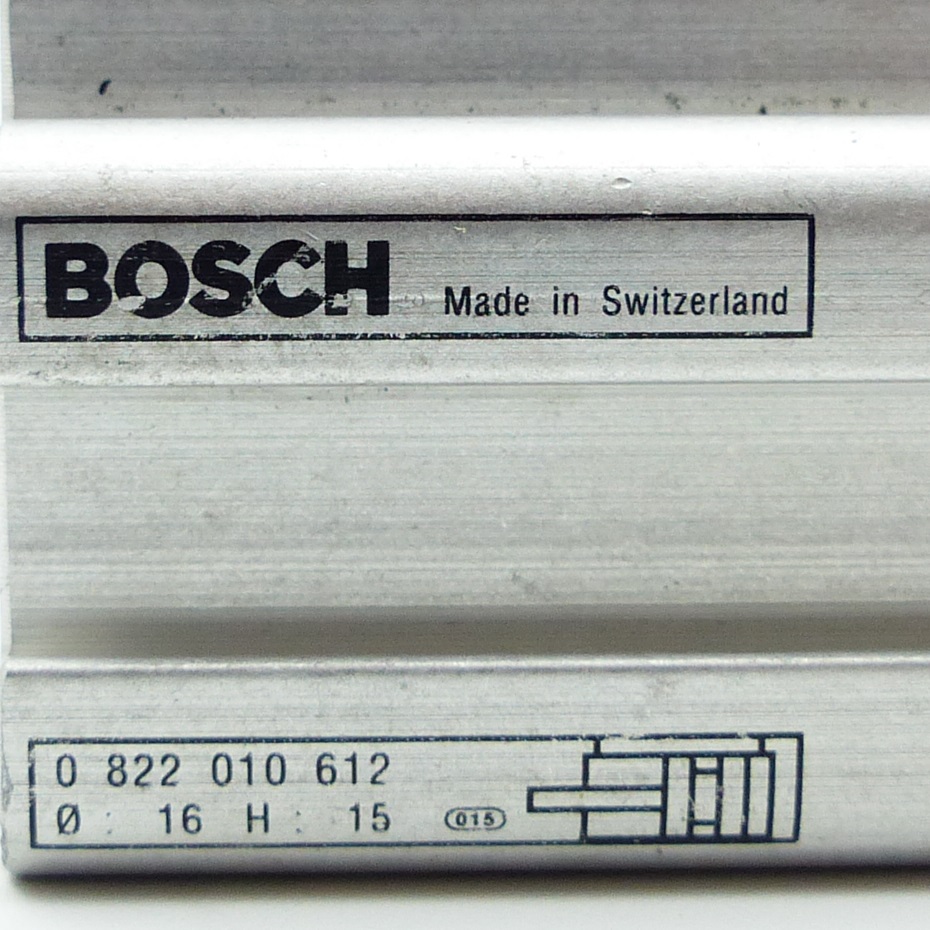 BOSCH Made in Switzerland
0 822 010 612
Ø : 16 H : 15 015